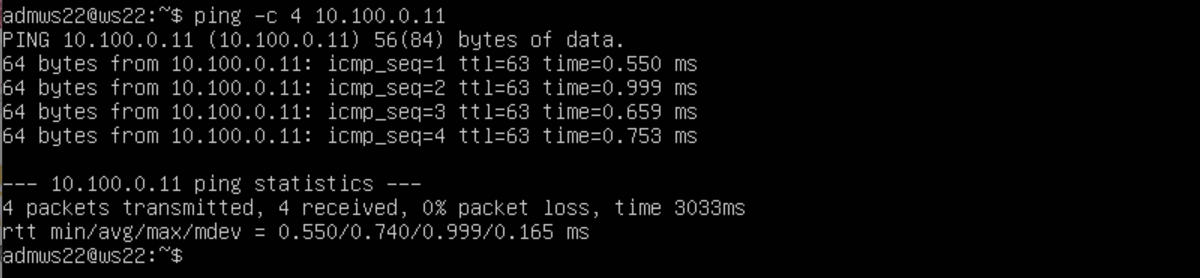 admws22@ws22:~$ ping -c 4 10.100.0.11
PING 10.100.0.11 (10.100.0.11) 56(84) bytes of data.
64 bytes from 10.100.0.11: icmp_seq=1 ttl=63 time=0.550 ms
64 bytes from 10.100.0.11: icmp_seq=2 ttl=63 time=0.999 ms
64 bytes from 10.100.0.11: icmp_seq=3 ttl=63 time=0.659 ms
64 bytes from 10.100.0.11: icmp_seq=4 ttl=63 time=0.753 ms
--- 10.100.0.11 ping statistics ---
4 packets transmitted, 4 received, 0% packet loss, time 3033ms
rtt min/avg/max/mdev = 0.550/0.740/0.999/0.165 ms
admws22@ws22:~$